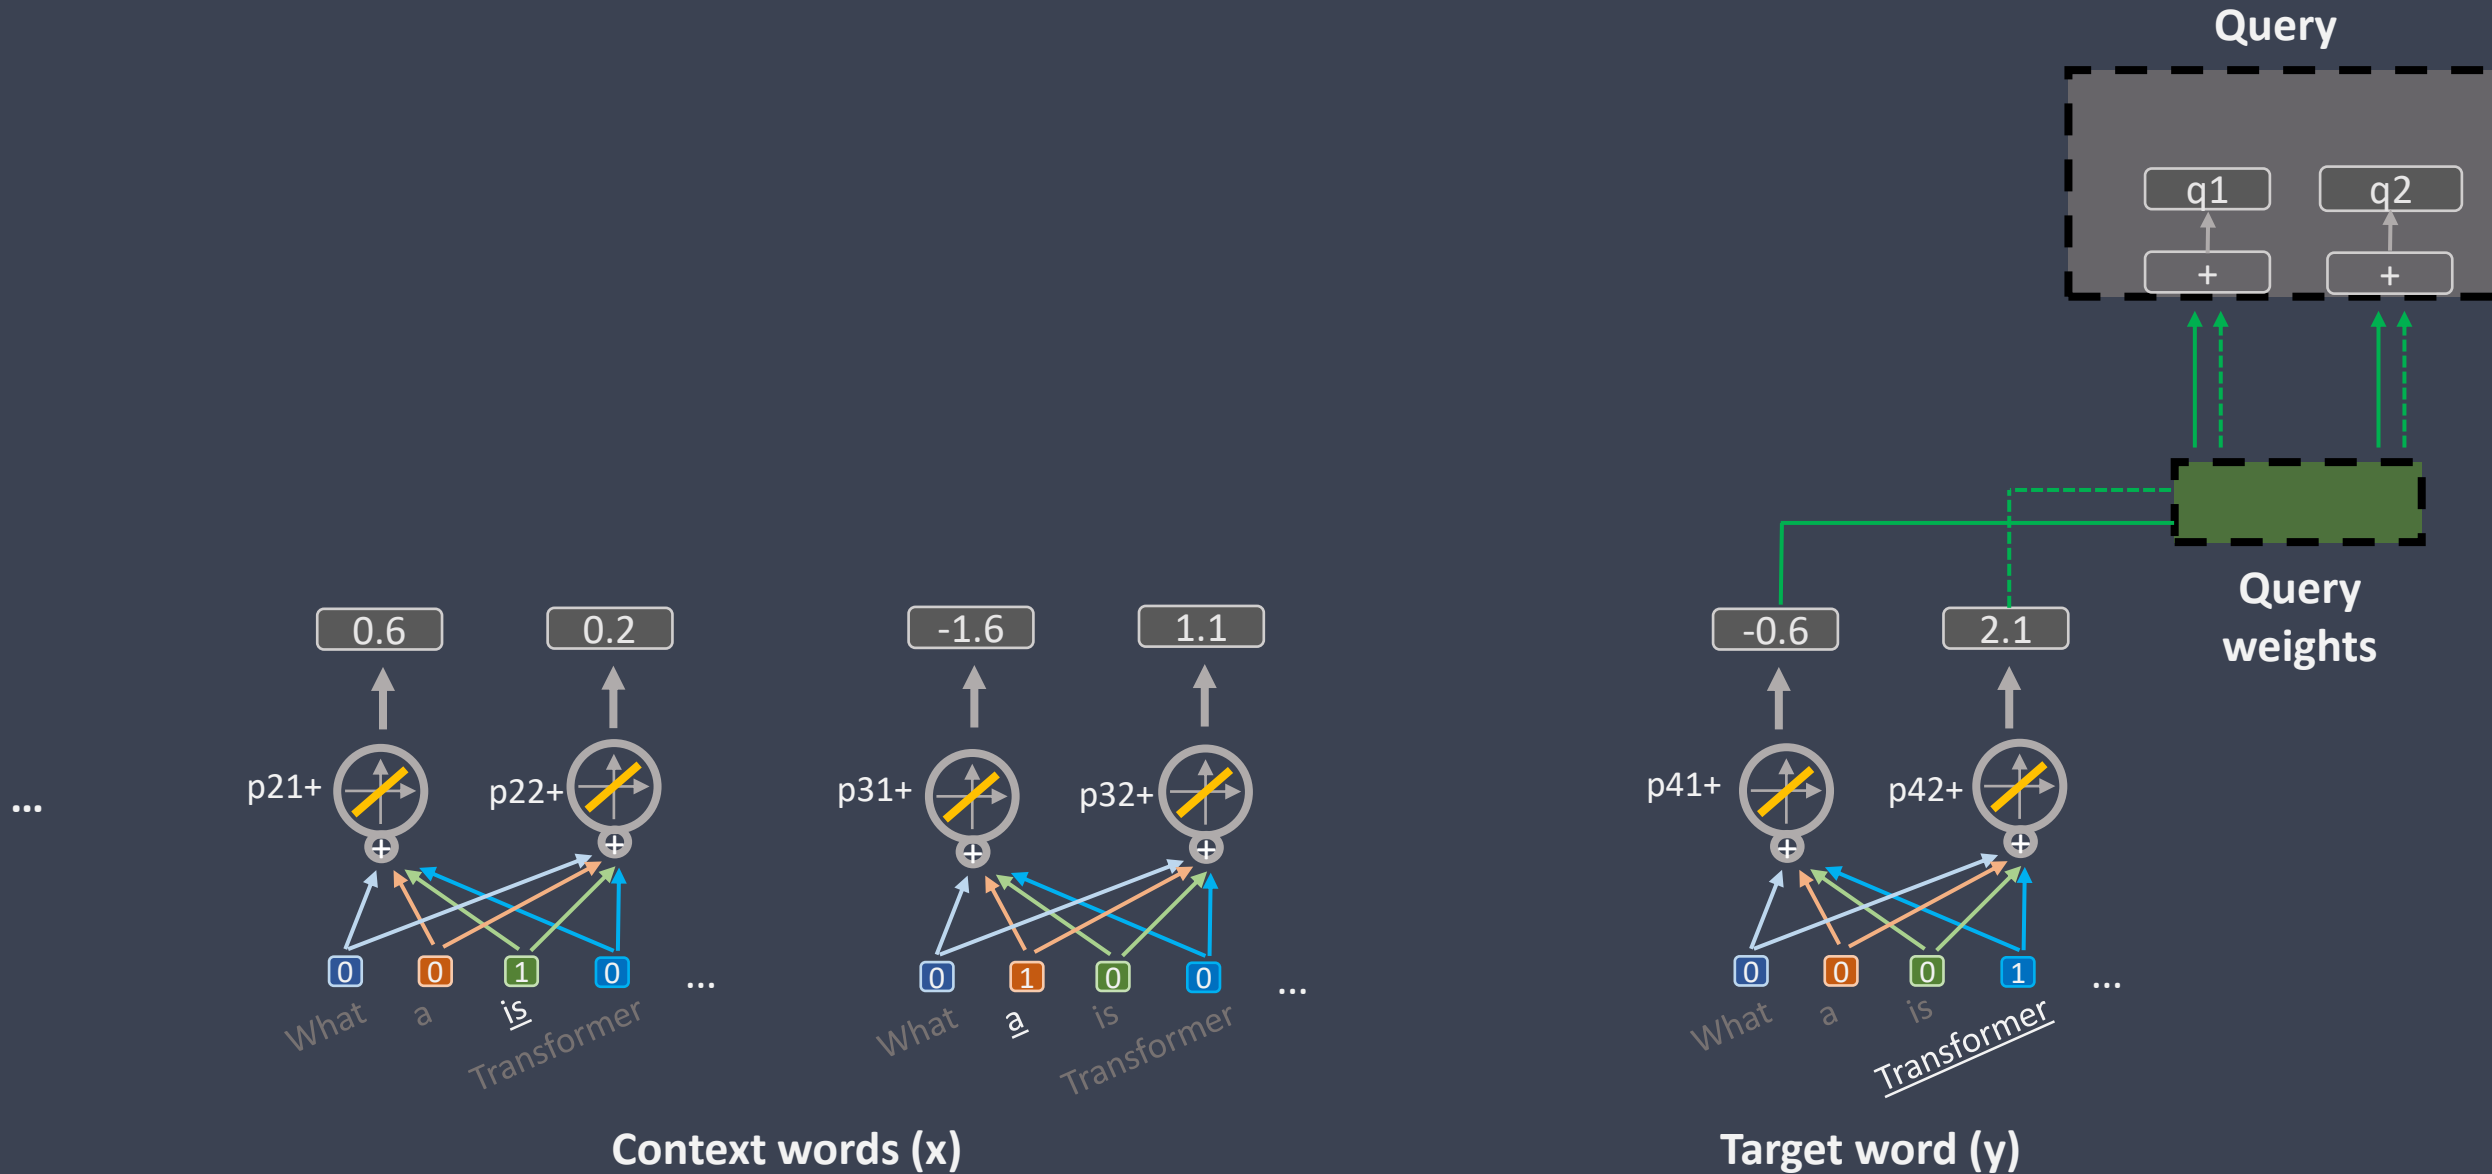 Query
q1 q2
+ +
Query
weights
0.6 0.2 -1.6 1.1 -0.6 2.1
... p21+ p22+ p31+ p32+ p41+ p42+
+ + + + + +
0 0 1 0 ... 0 1 0 0 ... 0 0 0 1 ...
What a is Transformer What a is Transformer What a is Transformer
Context words (x) Target word (y)